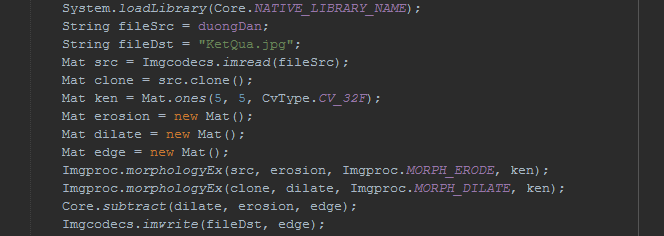 System.loadLibrary(Core.NATIVE_LIBRARY_NAME);
String fileSrc = duongDan;
String fileDst = "KetQua.jpg";
Mat src = Imgcodecs.imread(fileSrc);
Mat clone = src.clone();
Mat ken = Mat.ones(5, 5, CvType.CV_32F);
Mat erosion = new Mat();
Mat dilate = new Mat();
Mat edge = new Mat();
Imgproc.morphologyEx(src, erosion, Imgproc.MORPH_ERODE, ken);
Imgproc.morphologyEx(clone, dilate, Imgproc.MORPH_DILATE, ken);
Core.subtract(dilate, erosion, edge);
Imgcodecs.imwrite(fileDst, edge);